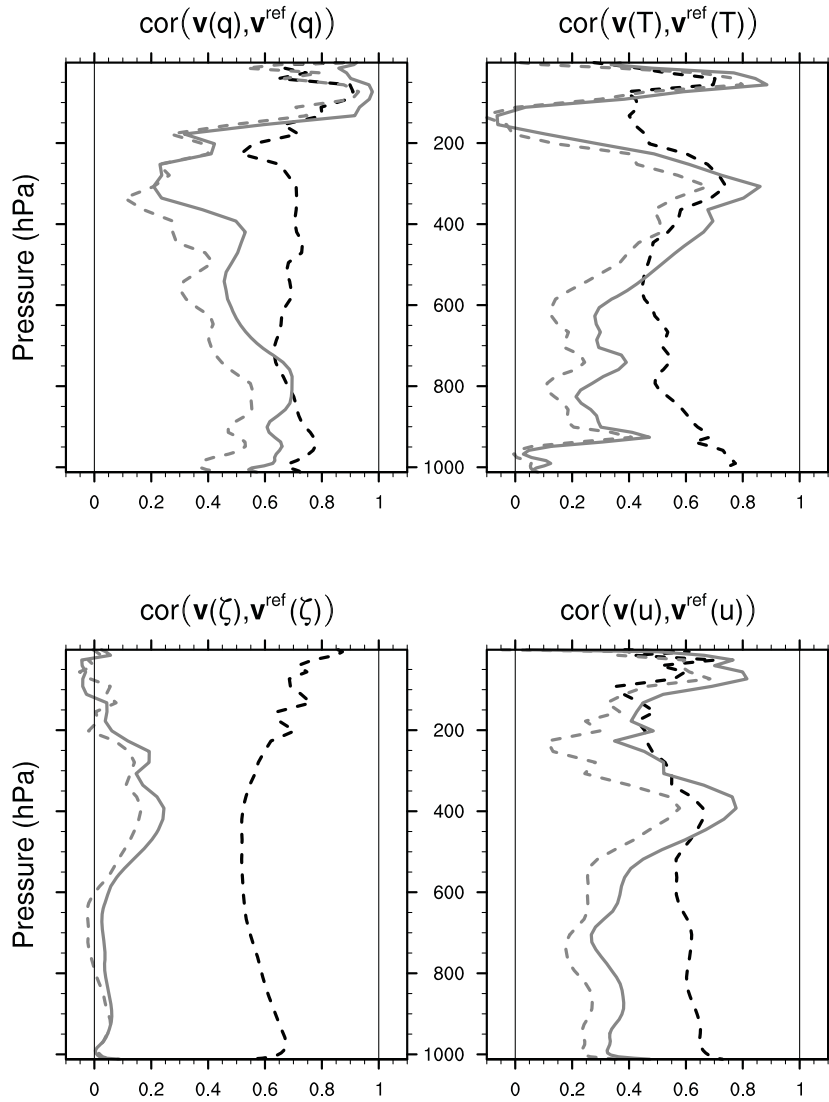 cor(v(q),v^ref(q))
cor(v(T),v^ref(T))
Pressure (hPa)
200
400
600
800
1000
0 0.2 0.4 0.6 0.8 1
0 0.2 0.4 0.6 0.8 1
cor(v(ζ),v^ref(ζ))
cor(v(u),v^ref(u))
Pressure (hPa)
200
400
600
800
1000
0 0.2 0.4 0.6 0.8 1
0 0.2 0.4 0.6 0.8 1